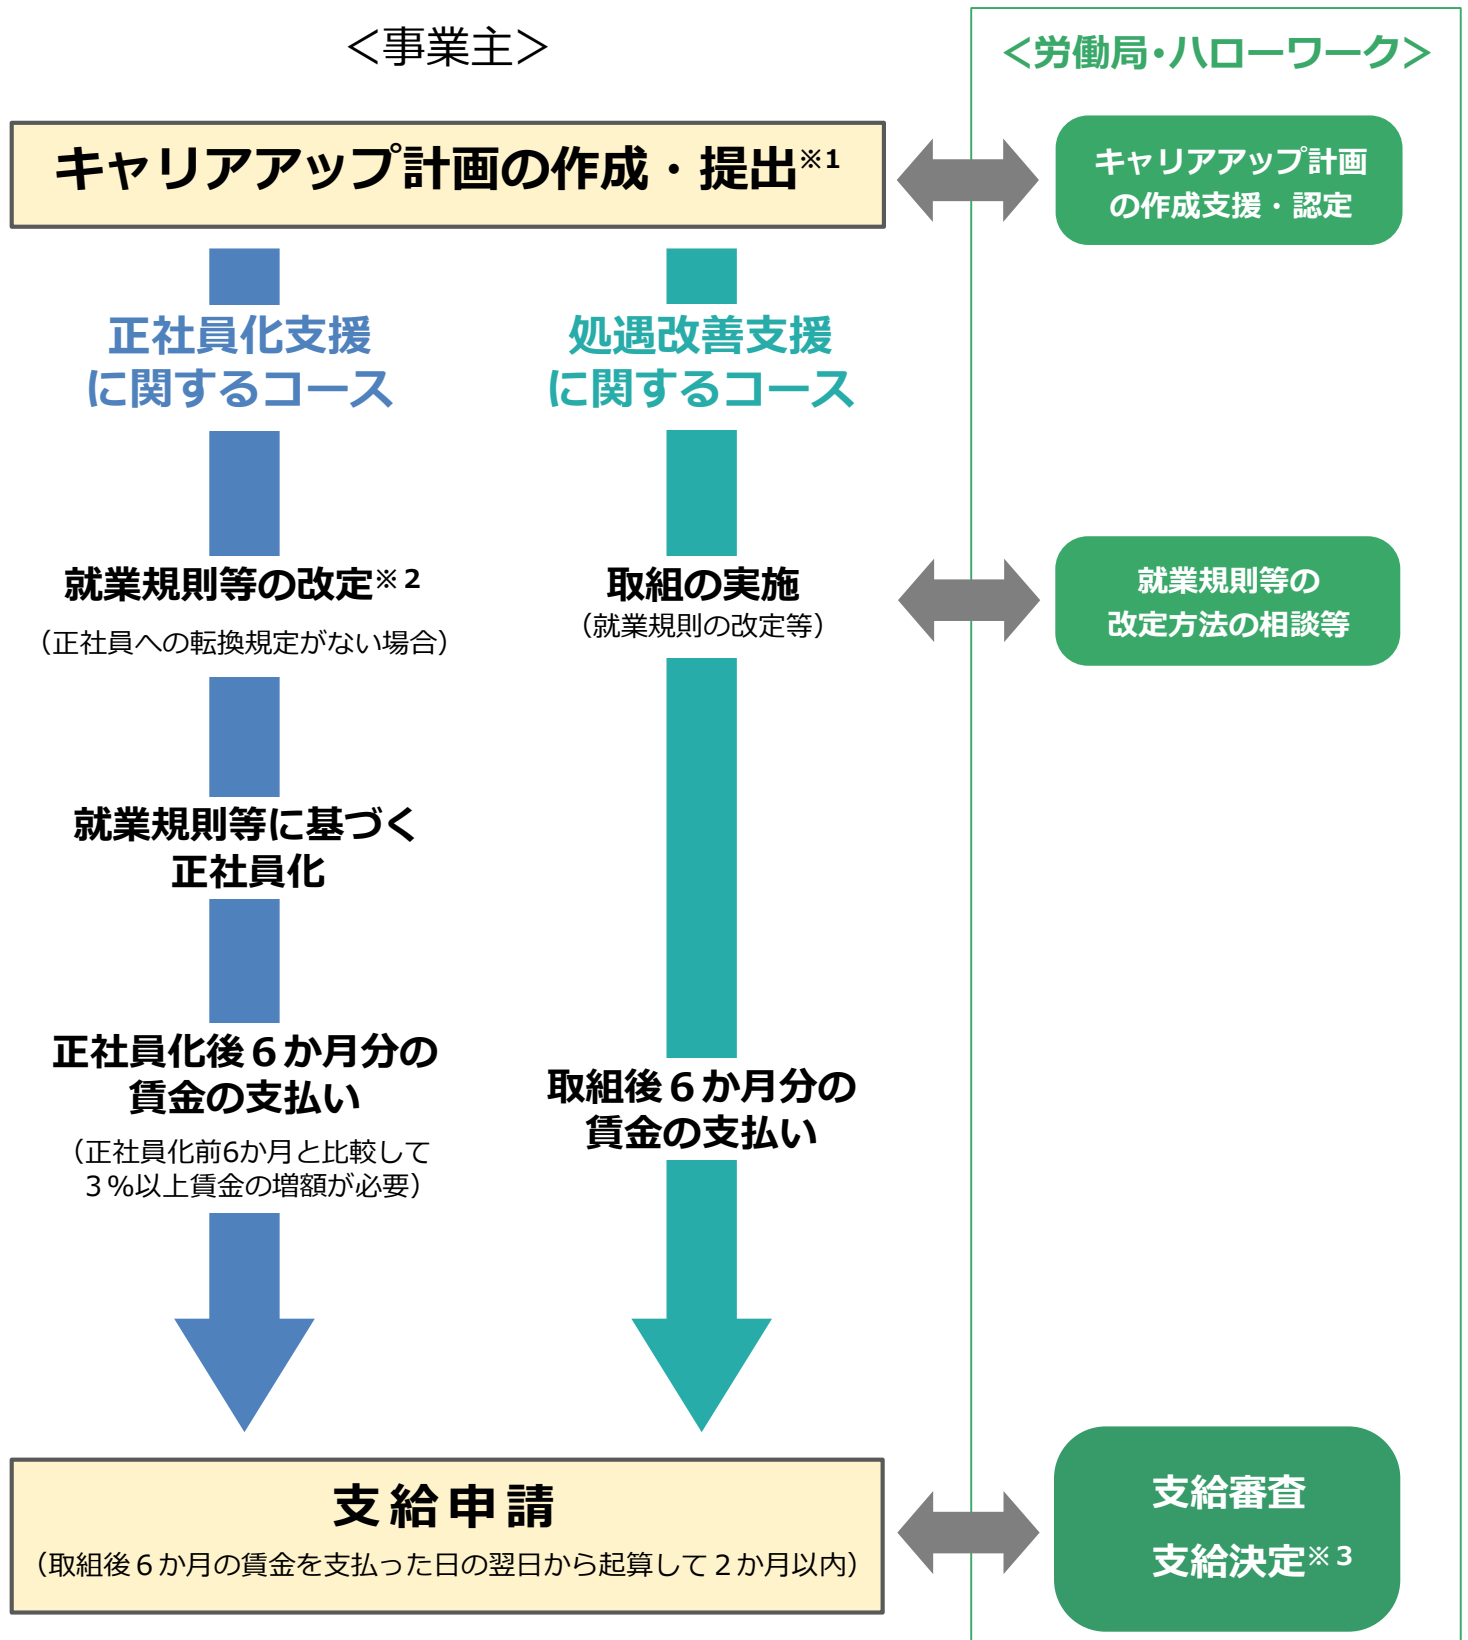 ＜事業主＞
＜労働局・ハローワーク＞
キャリアアップ計画の作成・提出※1
キャリアアップ計画
の作成支援・認定
正社員化支援
に関するコース
処遇改善支援
に関するコース
就業規則等の改定※２
（正社員への転換規定がない場合）
取組の実施
（就業規則の改定等）
就業規則等の
改定方法の相談等
就業規則等に基づく
正社員化
正社員化後６か月分の
賃金の支払い
（正社員化前6か月と比較して
３％以上賃金の増額が必要）
取組後６か月分の
賃金の支払い
支給申請
（取組後６か月の賃金を支払った日の翌日から起算して２か月以内）
支給審査
支給決定※３